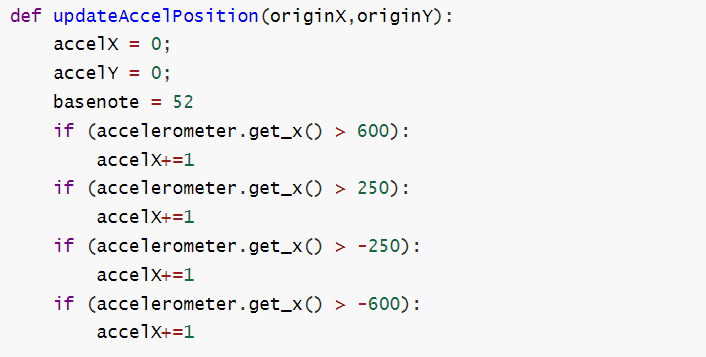 def updateAccelPosition(originX,originY):
    accelX = 0;
    accelY = 0;
    basenote = 52
    if (accelerometer.get_x() > 600):
        accelX+=1
    if (accelerometer.get_x() > 250):
        accelX+=1
    if (accelerometer.get_x() > -250):
        accelX+=1
    if (accelerometer.get_x() > -600):
        accelX+=1